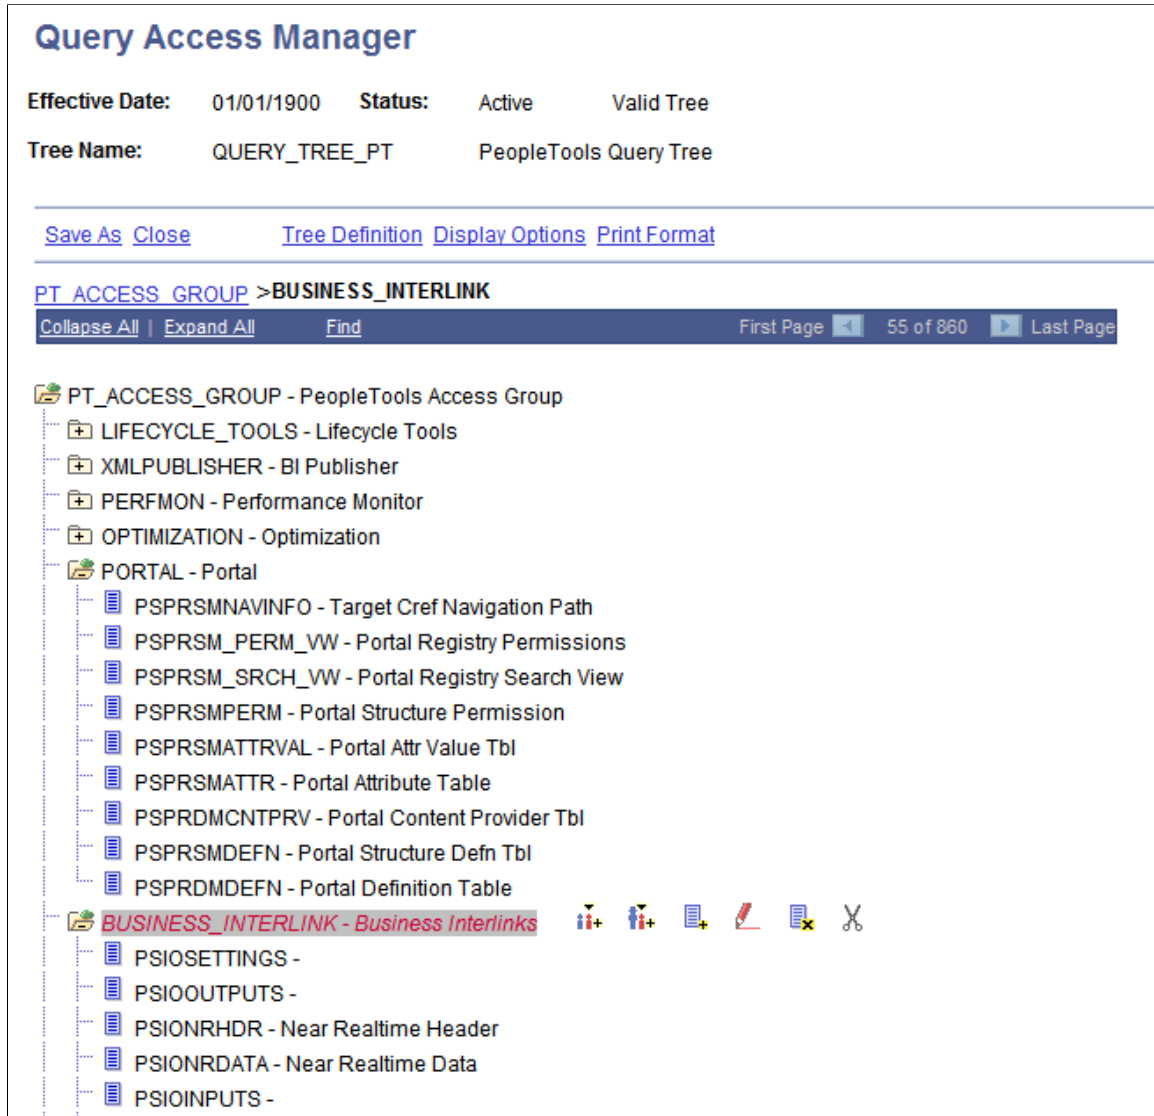 Query Access Manager
Effective Date: 01/01/1900 Status: Active Valid Tree
Tree Name: QUERY_TREE_PT PeopleTools Query Tree
Save As Close Tree Definition Display Options Print Format
PT_ACCESS_GROUP >BUSINESS_INTERLINK
Collapse All | Expand All Find First Page 55 of 860 Last Page
PT_ACCESS_GROUP - PeopleTools Access Group
LIFECYCLE_TOOLS - Lifecycle Tools
XMLPUBLISHER - BI Publisher
PERFMON - Performance Monitor
OPTIMIZATION - Optimization
PORTAL - Portal
PSPRSMNAVINFO - Target Cref Navigation Path
PSPRSM_PERM_VW - Portal Registry Permissions
PSPRSM_SRCH_VW - Portal Registry Search View
PSPRSMPERM - Portal Structure Permission
PSPRSMATTRVAL - Portal Attr Value Tbl
PSPRSMATTR - Portal Attribute Table
PSPRDMCNTPRV - Portal Content Provider Tbl
PSPRSMDEFN - Portal Structure Defn Tbl
PSPRDMDEFN - Portal Definition Table
BUSINESS_INTERLINK - Business Interlinks
PSIOSETTINGS -
PSIOOUTPUTS -
PSIONRHDR - Near Realtime Header
PSIONRDATA - Near Realtime Data
PSIOINPUTS -